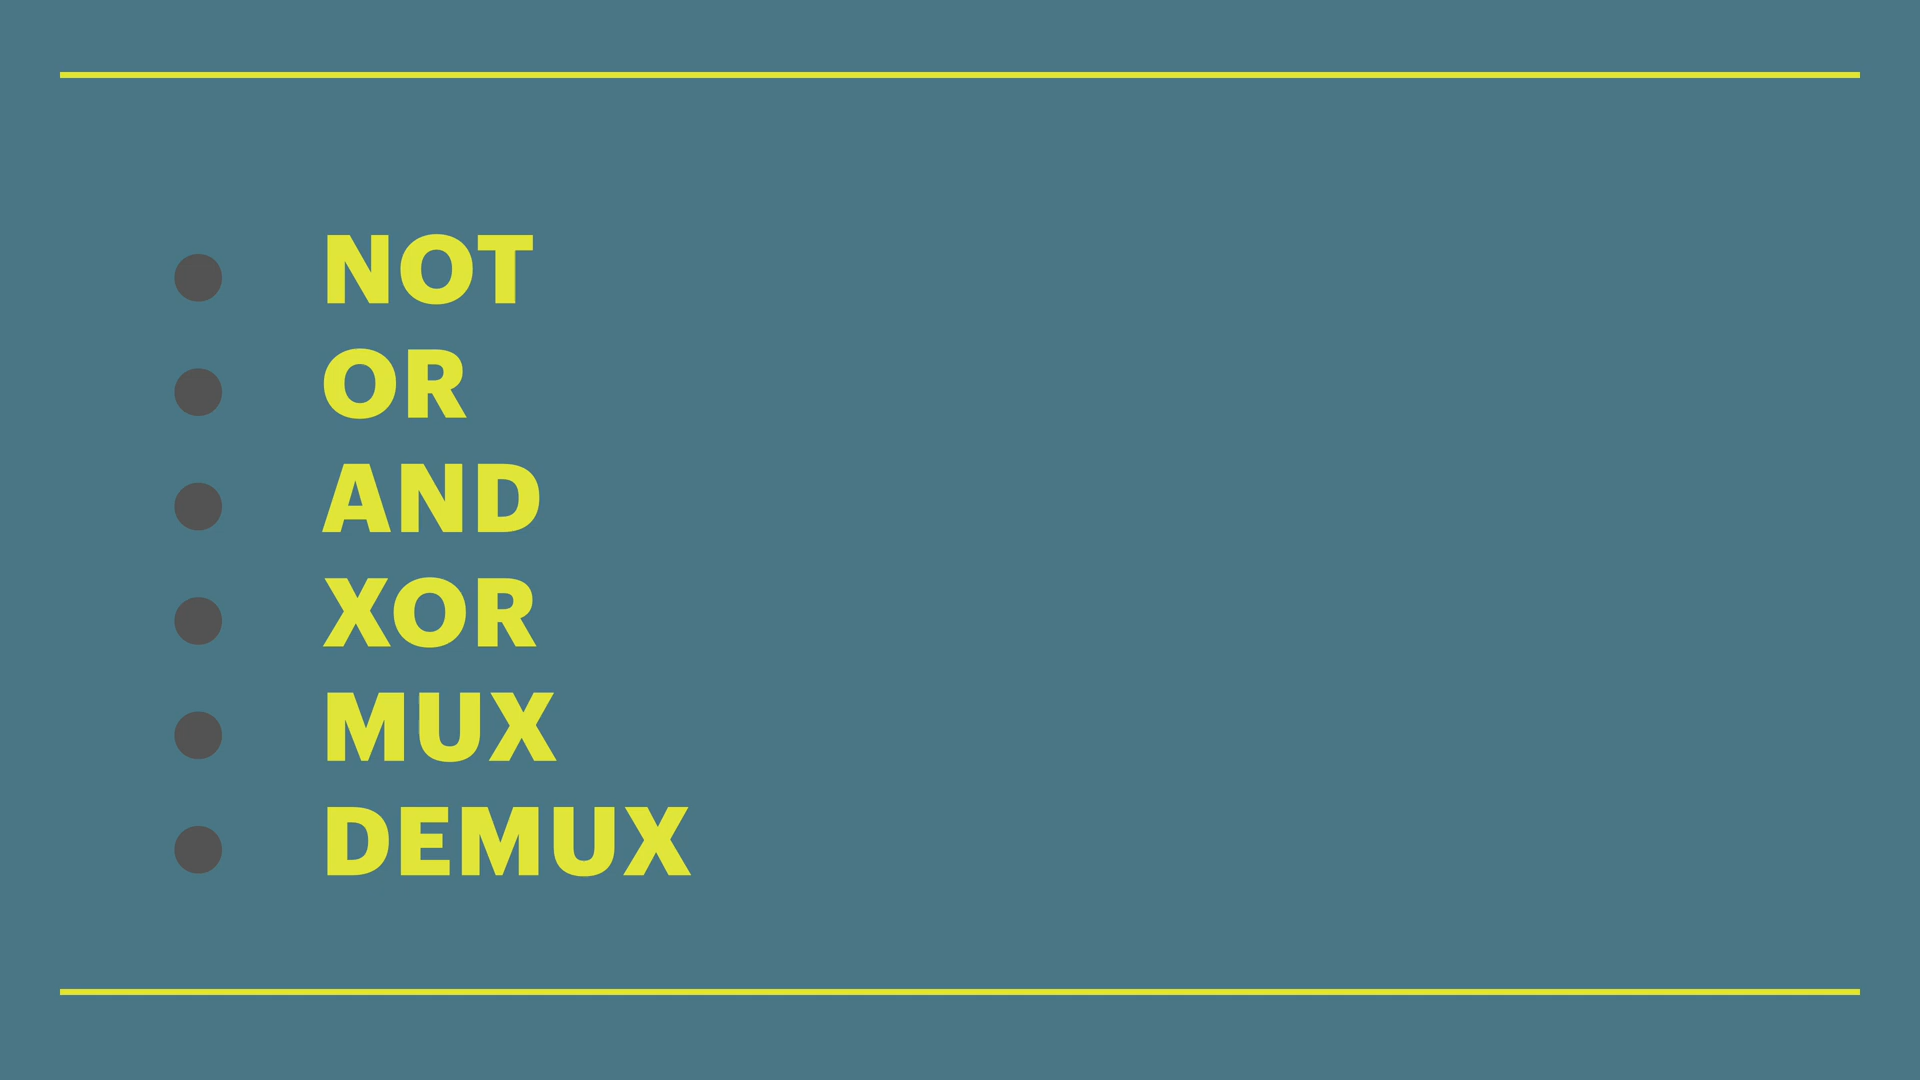 NOT
OR
AND
XOR
MUX
DEMUX